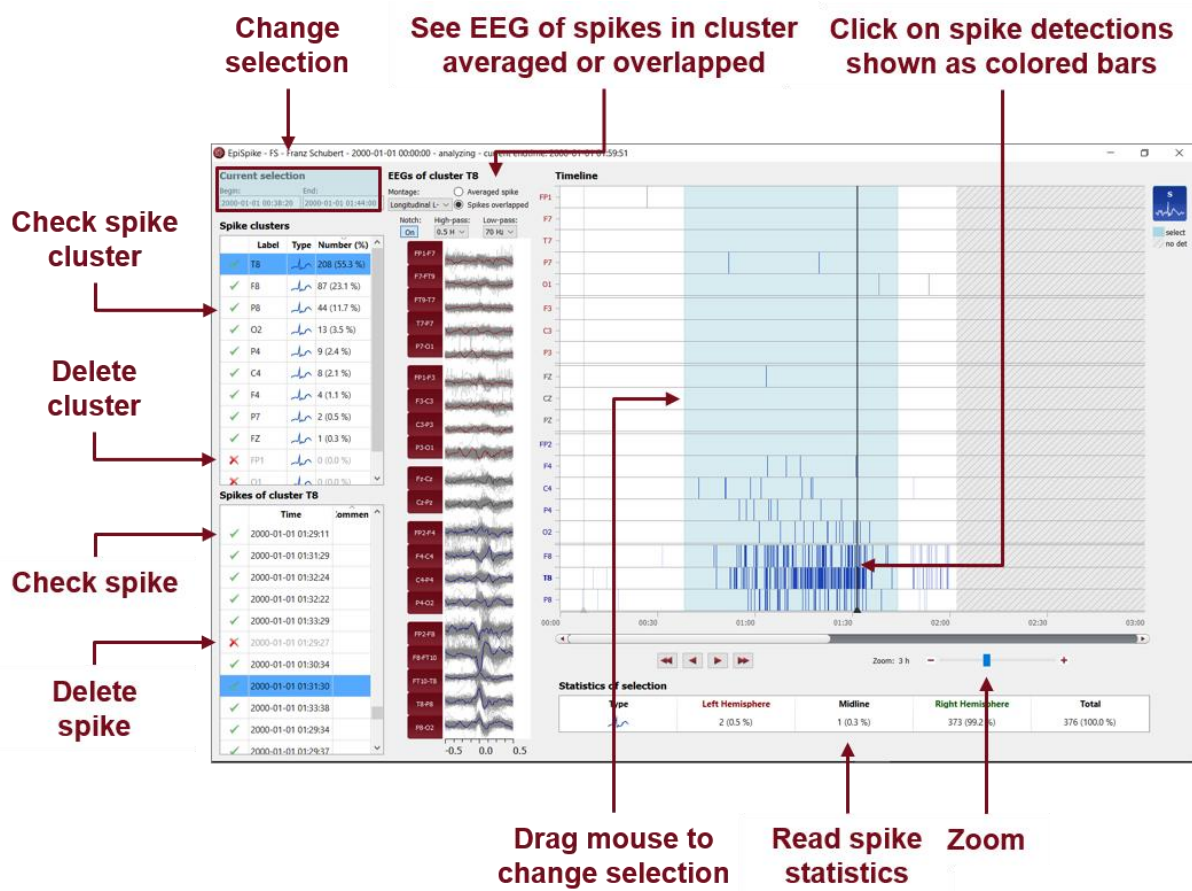 Change
selection
See EEG of spikes in cluster
averaged or overlapped
Click on spike detections
shown as colored bars
EpiSpike - FS - Franz Schubert - 2000-01-01 00:00:00 - analyzing - current endtime: 2000-01-01 01:59:51
Current selection
Begin: End:
2000-01-01 00:38:20 2000-01-01 01:44:00
Spike clusters
Label Type Number (%)
T8 208 (55.3 %)
F8 87 (23.1 %)
P8 44 (11.7 %)
O2 13 (3.5 %)
P4 9 (2.4 %)
C4 8 (2.1 %)
F4 4 (1.1 %)
P7 2 (0.5 %)
FZ 1 (0.3 %)
FP1 0 (0.0 %)
O1 0 (0.0 %)
Spikes of cluster T8
Time Commen
2000-01-01 01:29:11
2000-01-01 01:31:29
2000-01-01 01:32:24
2000-01-01 01:32:22
2000-01-01 01:33:29
2000-01-01 01:29:27
2000-01-01 01:30:34
2000-01-01 01:31:30
2000-01-01 01:33:38
2000-01-01 01:29:34
2000-01-01 01:29:37
Check spike
cluster
Delete
cluster
Check spike
Delete
spike
EEGs of cluster T8
Montage:
Longitudinal L-
Averaged spike
Spikes overlapped
Notch: High-pass: Low-pass:
On 0.5 H 70 Hz
FP1-F7
F7-FT9
FT9-T7
T7-P7
P7-O1
FP1-F3
F3-C3
C3-P3
P3-O1
Fz-Cz
Cz-Pz
FP2-F4
F4-C4
C4-P4
P4-O2
FP2-F8
F8-FT10
FT10-T8
T8-P8
P8-O2
-0.5 0.0 0.5
Timeline
FP1
F7
T7
P7
O1
F3
C3
P3
FZ
CZ
PZ
FP2
F4
C4
P4
O2
F8
T8
P8
00:00 00:30 01:00 01:30 02:00 02:30 03:00
S
select
no det
Zoom: 3 h
Statistics of selection
Type Left Hemisphere Midline Right Hemisphere Total
2 (0.5 %) 1 (0.3 %) 373 (99.2 %) 376 (100.0 %)
Drag mouse to
change selection
Read spike
statistics
Zoom